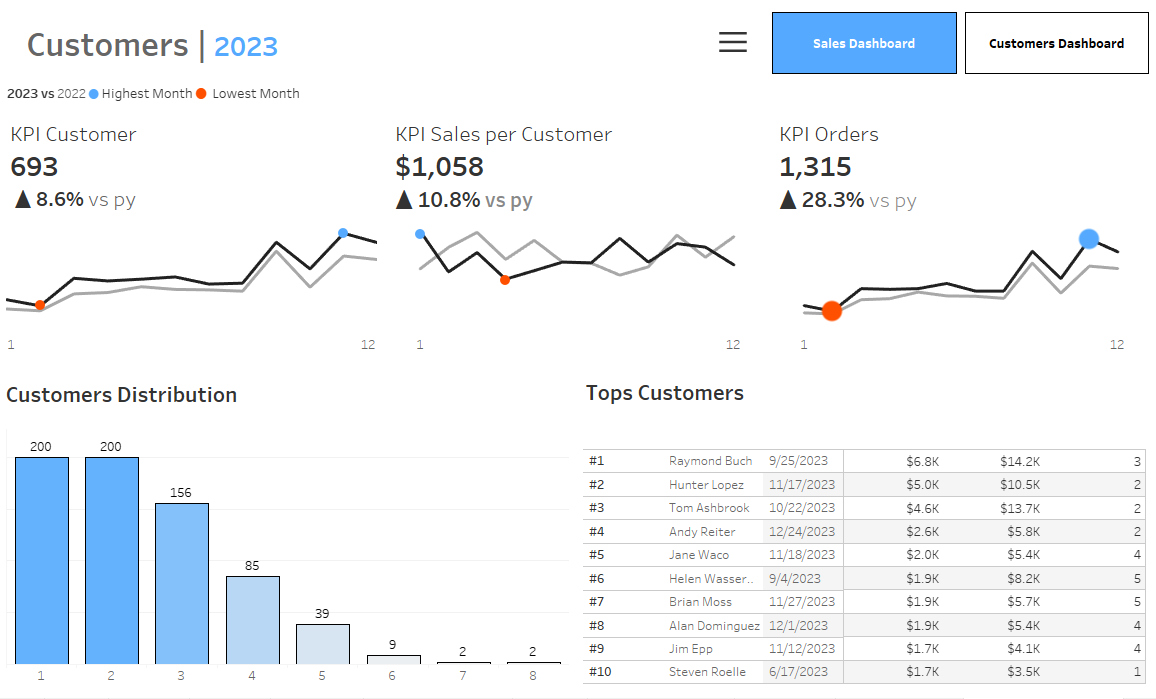 Customers | 2023
Sales Dashboard
Customers Dashboard
2023 vs 2022 Highest Month Lowest Month
KPI Customer
693
▲ 8.6% vs py
1 12
KPI Sales per Customer
$1,058
▲ 10.8% vs py
1 12
KPI Orders
1,315
▲ 28.3% vs py
1 12
Customers Distribution
200 200 156 85 39 9 2 2
1 2 3 4 5 6 7 8
Tops Customers
#1 Raymond Buch 9/25/2023 $6.8K $14.2K 3
#2 Hunter Lopez 11/17/2023 $5.0K $10.5K 2
#3 Tom Ashbrook 10/22/2023 $4.6K $13.7K 2
#4 Andy Reiter 12/24/2023 $2.6K $5.8K 2
#5 Jane Waco 11/18/2023 $2.0K $5.4K 4
#6 Helen Wasser.. 9/4/2023 $1.9K $8.2K 5
#7 Brian Moss 11/27/2023 $1.9K $5.7K 5
#8 Alan Dominguez 12/1/2023 $1.9K $5.4K 4
#9 Jim Epp 11/12/2023 $1.7K $4.1K 4
#10 Steven Roelle 6/17/2023 $1.7K $3.5K 1